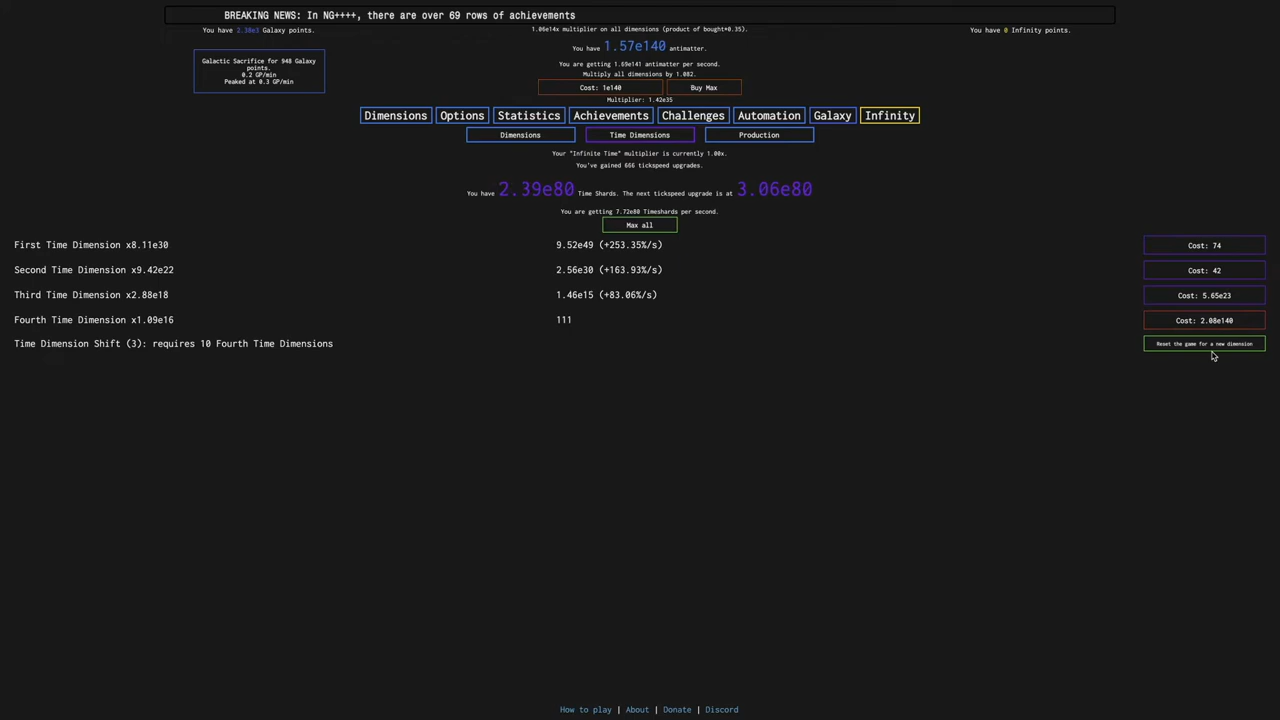 BREAKING NEWS: In NG++++, there are over 69 rows of achievements
You have 2.38e3 Galaxy points.
1.06e14x multiplier on all dimensions (product of bought*0.35).
You have 0 Infinity points.
You have 1.57e140 antimatter.
Galactic Sacrifice for 948 Galaxy
points.
0.2 GP/min
Peaked at 0.3 GP/min
You are getting 1.69e141 antimatter per second.
Multiply all dimensions by 1.082.
Cost: 1e140
Buy Max
Multiplier: 1.42e35
Dimensions
Options
Statistics
Achievements
Challenges
Automation
Galaxy
Infinity
Dimensions
Time Dimensions
Production
Your "Infinite Time" multiplier is currently 1.00x.
You've gained 666 tickspeed upgrades.
You have 2.39e80 Time Shards. The next tickspeed upgrade is at 3.06e80
You are getting 7.72e80 Timeshards per second.
Max all
First Time Dimension x8.11e30 9.52e49 (+253.35%/s) Cost: 74
Second Time Dimension x9.42e22 2.56e30 (+163.93%/s) Cost: 42
Third Time Dimension x2.88e18 1.46e15 (+83.06%/s) Cost: 5.65e23
Fourth Time Dimension x1.09e16 111 Cost: 2.08e140
Time Dimension Shift (3): requires 10 Fourth Time Dimensions Reset the game for a new dimension
How to play | About | Donate | Discord